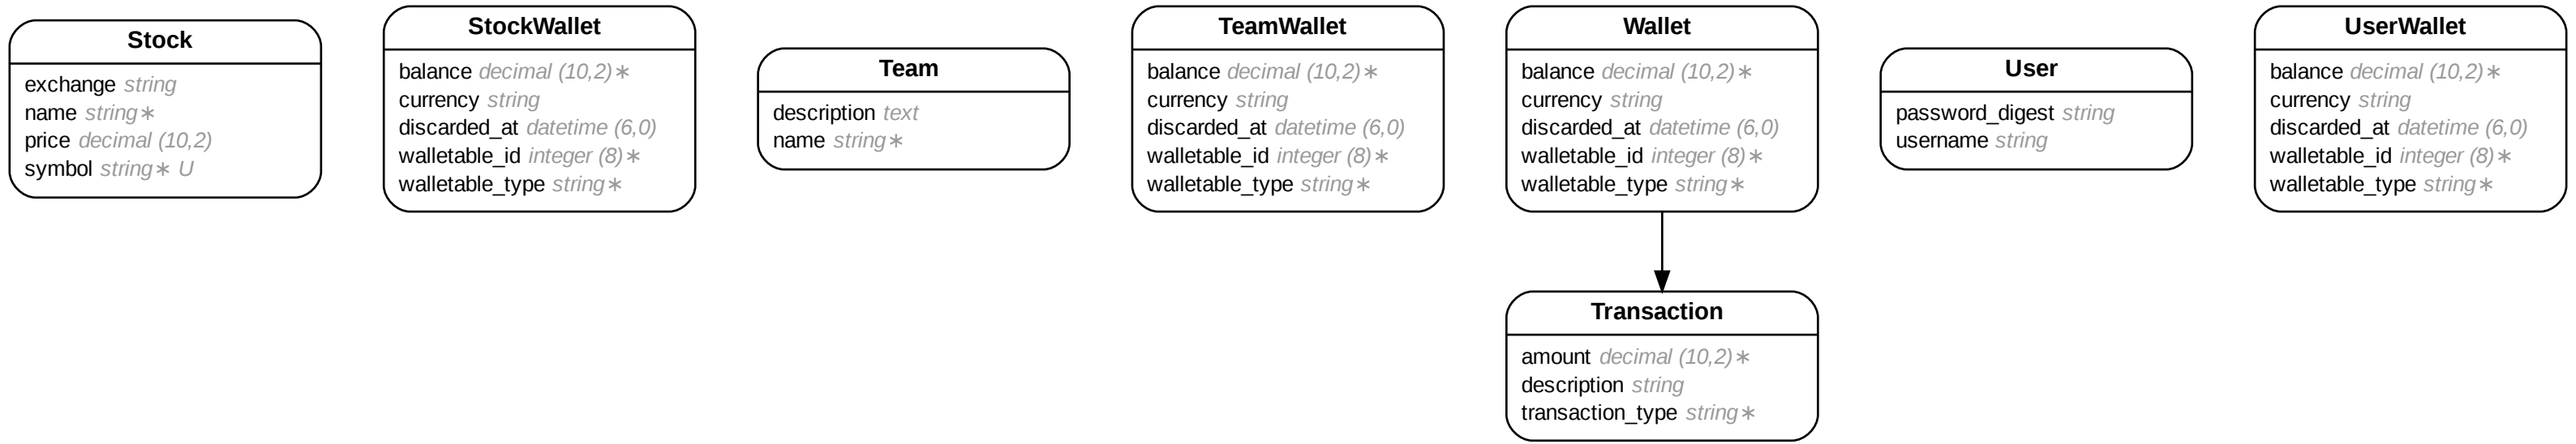 Stock
exchange string
name string∗
price decimal (10,2)
symbol string∗ U
StockWallet
balance decimal (10,2)∗
currency string
discarded_at datetime (6,0)
walletable_id integer (8)∗
walletable_type string∗
Team
description text
name string∗
TeamWallet
balance decimal (10,2)∗
currency string
discarded_at datetime (6,0)
walletable_id integer (8)∗
walletable_type string∗
Wallet
balance decimal (10,2)∗
currency string
discarded_at datetime (6,0)
walletable_id integer (8)∗
walletable_type string∗
Transaction
amount decimal (10,2)∗
description string
transaction_type string∗
User
password_digest string
username string
UserWallet
balance decimal (10,2)∗
currency string
discarded_at datetime (6,0)
walletable_id integer (8)∗
walletable_type string∗